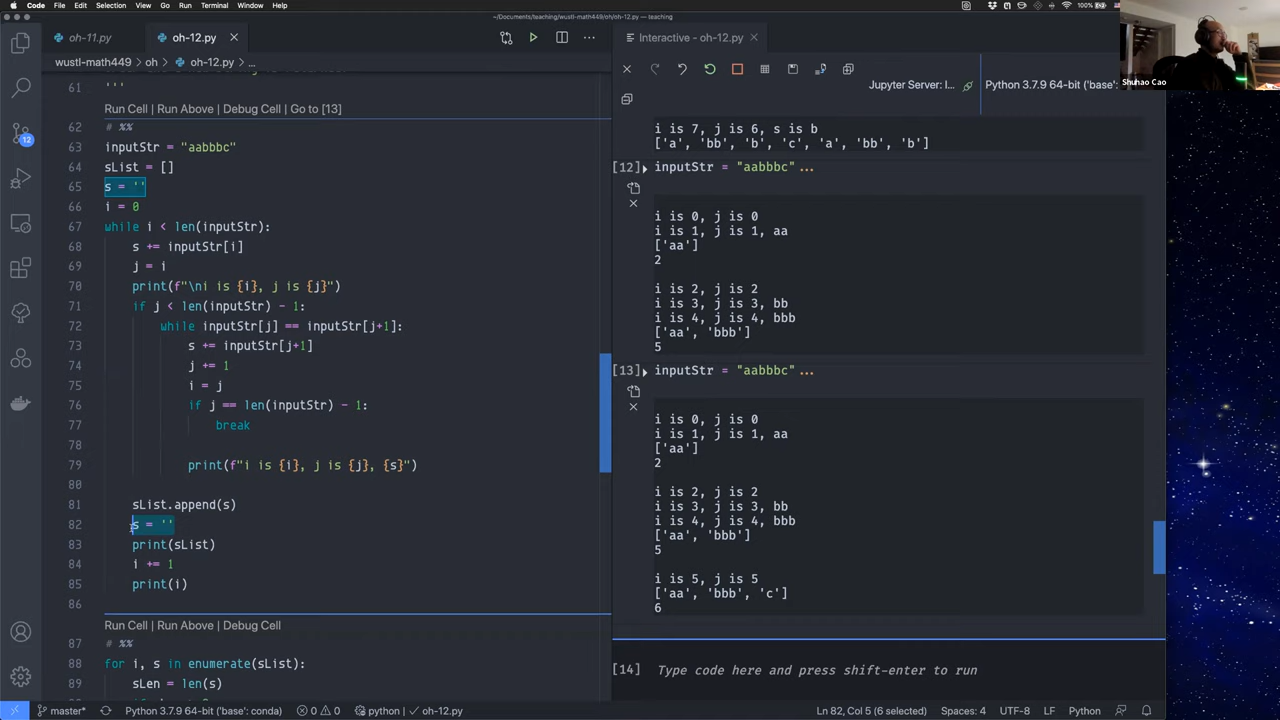 Code File Edit Selection View Go Run Terminal Window Help
100%
~/Documents/teaching/wustl-math449/oh/oh-12.py — teaching
Shuhao Cao
oh-11.py
oh-12.py
wustl-math449 > oh > oh-12.py > ...
61 '''
Run Cell | Run Above | Debug Cell | Go to [13]
62 # %%
63 inputStr = "aabbbc"
64 sList = []
65 s = ''
66 i = 0
67 while i < len(inputStr):
68 s += inputStr[i]
69 j = i
70 print(f"\ni is {i}, j is {j}")
71 if j < len(inputStr) - 1:
72 while inputStr[j] == inputStr[j+1]:
73 s += inputStr[j+1]
74 j += 1
75 i = j
76 if j == len(inputStr) - 1:
77 break
78
79 print(f"i is {i}, j is {j}, {s}")
80
81 sList.append(s)
82 s = ''
83 print(sList)
84 i += 1
85 print(i)
86
Run Cell | Run Above | Debug Cell
87 # %%
88 for i, s in enumerate(sList):
89 sLen = len(s)
Interactive - oh-12.py
Jupyter Server: l...
Python 3.7.9 64-bit ('base':
i is 7, j is 6, s is b
['a', 'bb', 'b', 'c', 'a', 'bb', 'b']
[12] inputStr = "aabbbc" ...
i is 0, j is 0
i is 1, j is 1, aa
['aa']
2
i is 2, j is 2
i is 3, j is 3, bb
i is 4, j is 4, bbb
['aa', 'bbb']
5
[13] inputStr = "aabbbc" ...
i is 0, j is 0
i is 1, j is 1, aa
['aa']
2
i is 2, j is 2
i is 3, j is 3, bb
i is 4, j is 4, bbb
['aa', 'bbb']
5
i is 5, j is 5
['aa', 'bbb', 'c']
6
[14] Type code here and press shift-enter to run
12
master* Python 3.7.9 64-bit ('base': conda) 0 0 python oh-12.py Ln 82, Col 5 (6 selected) Spaces: 4 UTF-8 LF Python